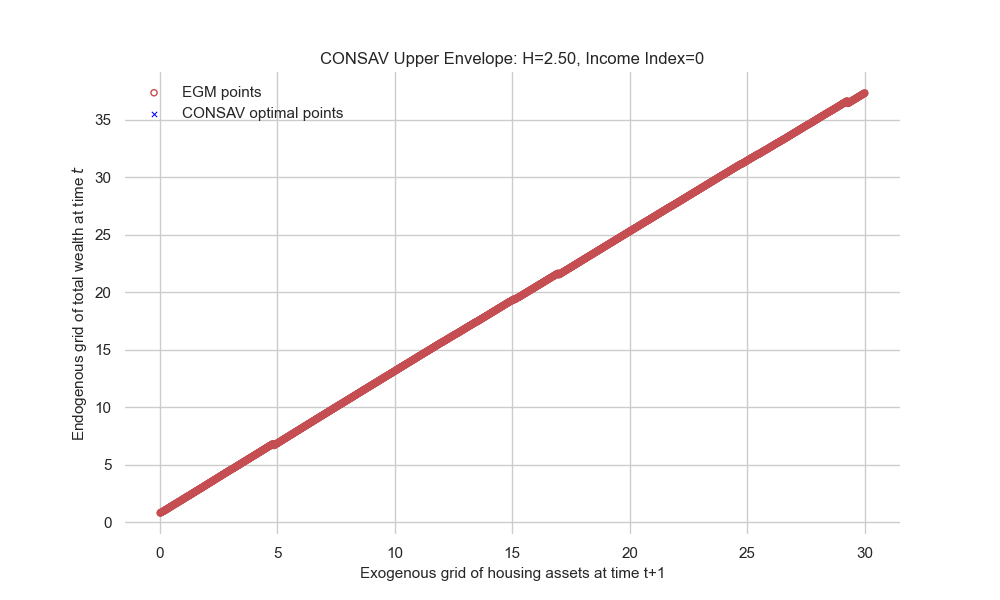 CONSAV Upper Envelope: H=2.50, Income Index=0
EGM points
CONSAV optimal points
Endogenous grid of total wealth at time t
35
30
25
20
15
10
5
0
0 5 10 15 20 25 30
Exogenous grid of housing assets at time t+1